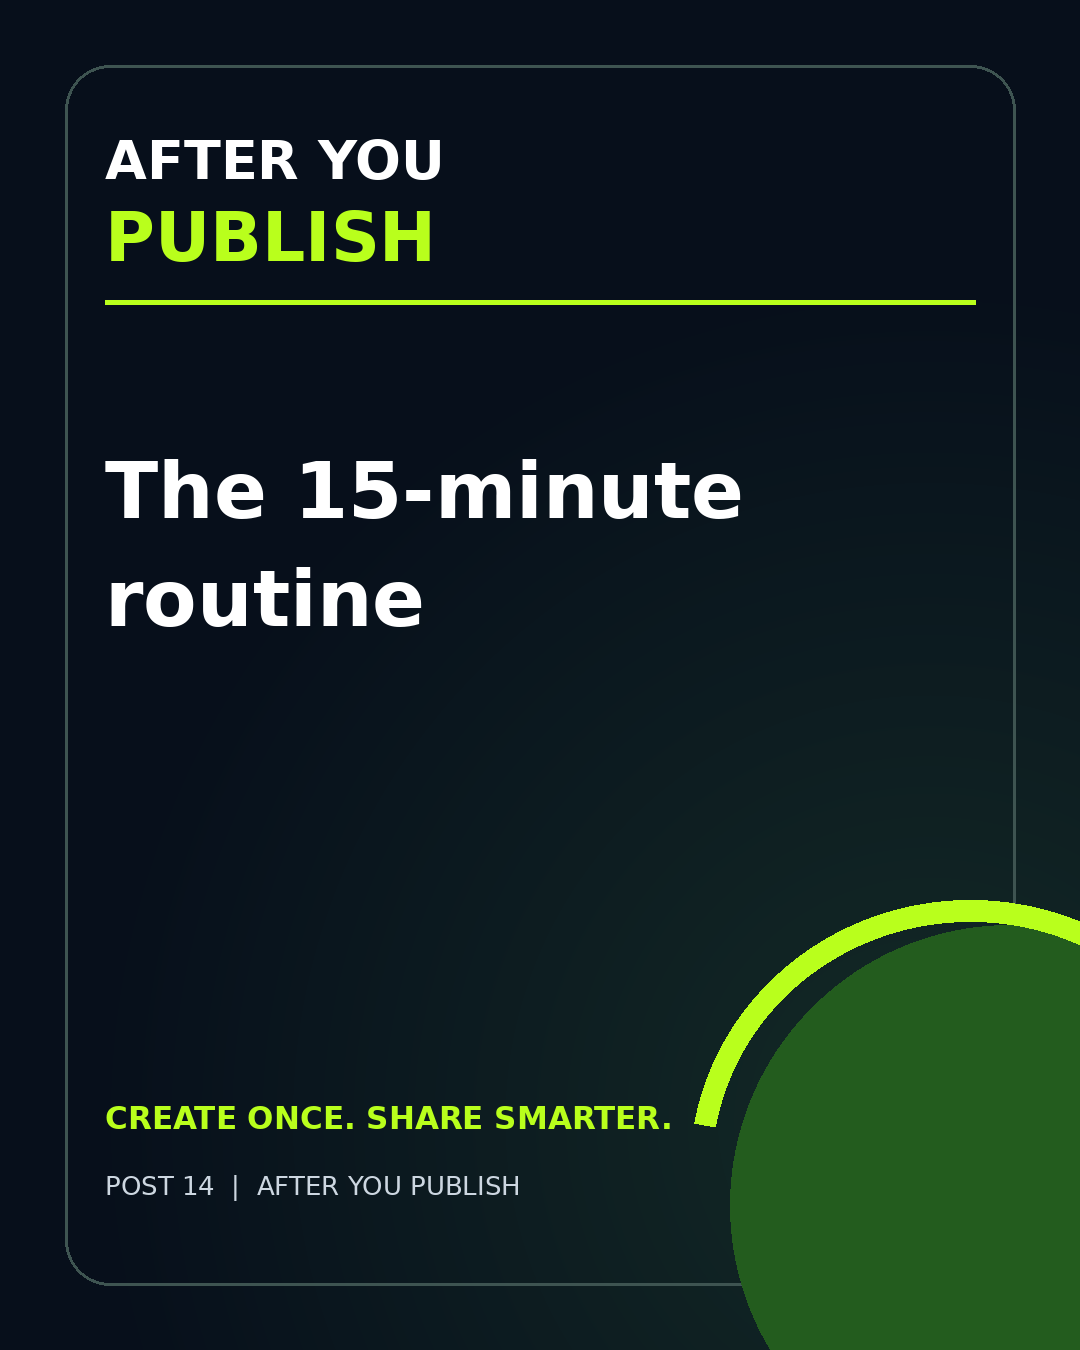 AFTER YOU
PUBLISH
The 15-minute
routine
CREATE ONCE. SHARE SMARTER.
POST 14 | AFTER YOU PUBLISH